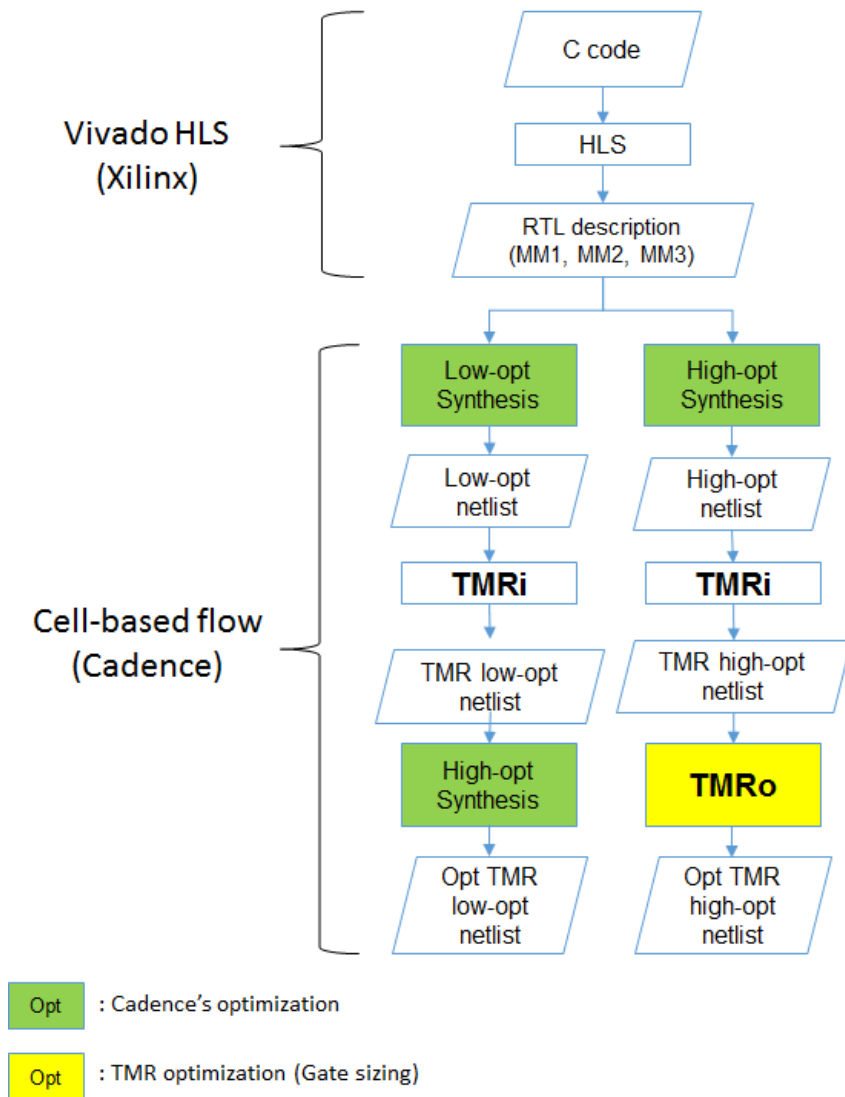 C code
Vivado HLS
(Xilinx)
HLS
RTL description
(MM1, MM2, MM3)
Low-opt
Synthesis
High-opt
Synthesis
Low-opt
netlist
High-opt
netlist
TMRi
TMRi
Cell-based flow
(Cadence)
TMR low-opt
netlist
TMR high-opt
netlist
High-opt
Synthesis
TMRo
Opt TMR
low-opt
netlist
Opt TMR
high-opt
netlist
Opt : Cadence's optimization
Opt : TMR optimization (Gate sizing)